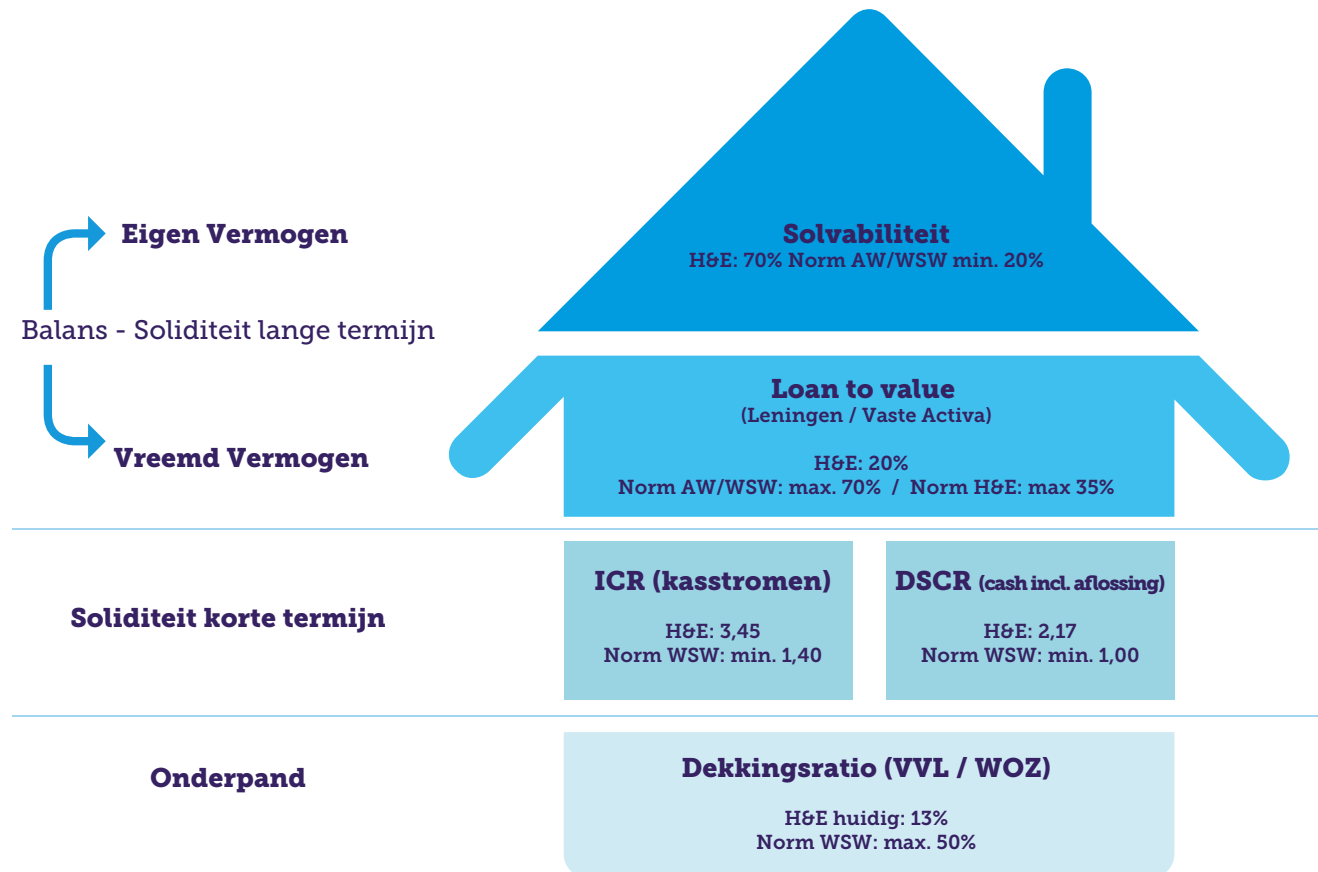 Eigen Vermogen
Balans - Soliditeit lange termijn
Vreemd Vermogen
Solvabiliteit
H&E: 70% Norm AW/WSW min. 20%
Loan to value
(Leningen / Vaste Activa)
H&E: 20%
Norm AW/WSW: max. 70% / Norm H&E: max 35%
Soliditeit korte termijn
ICR (kasstromen)
H&E: 3,45
Norm WSW: min. 1,40
DSCR (cash incl. aflossing)
H&E: 2,17
Norm WSW: min. 1,00
Onderpand
Dekkingsratio (VVL / WOZ)
H&E huidig: 13%
Norm WSW: max. 50%